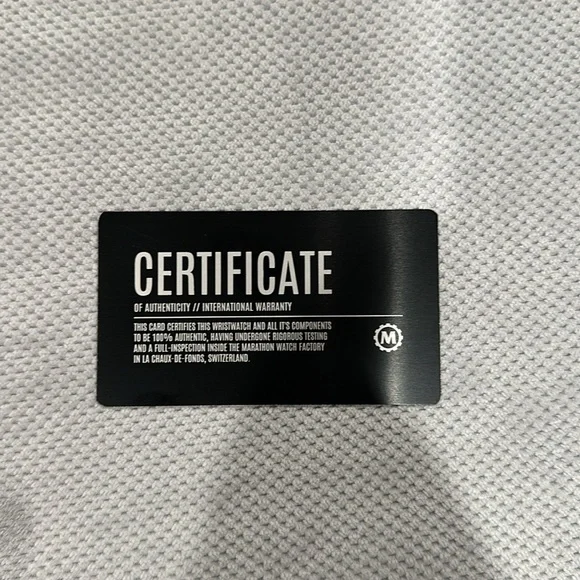 CERTIFICATE
OF AUTHENTICITY // INTERNATIONAL WARRANTY
THIS CARD CERTIFIES THIS WRISTWATCH AND ALL IT'S COMPONENTS
TO BE 100% AUTHENTIC, HAVING UNDERGONE RIGOROUS TESTING
AND A FULL-INSPECTION INSIDE THE MARATHON WATCH FACTORY
IN LA CHAUX-DE-FONDS, SWITZERLAND.
M